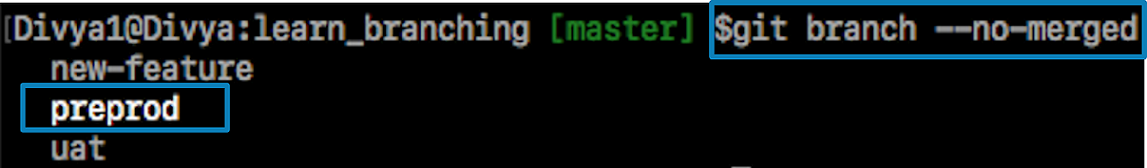 [Divya1@Divya:learn_branching [master] $git branch --no-merged
new-feature
preprod
uat